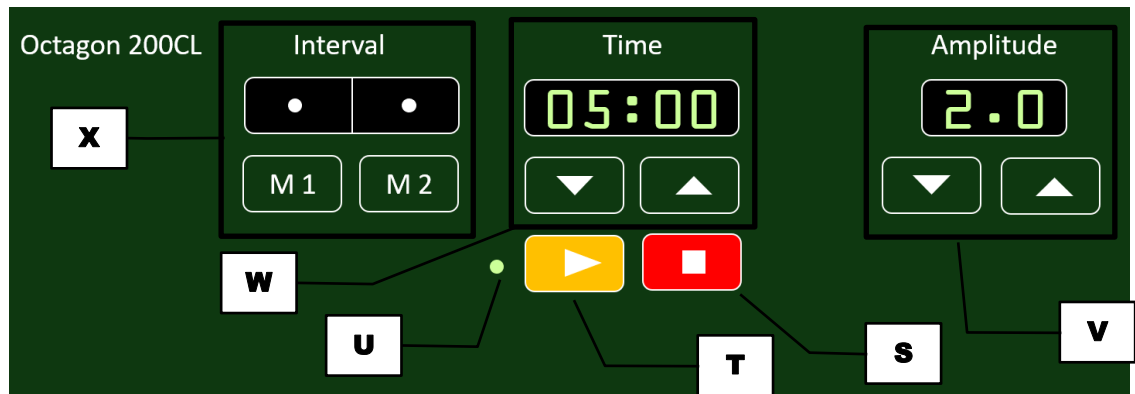 Octagon 200CL
Interval
Time
Amplitude
05:00
2.0
X
M 1
M 2
W
U
T
S
V